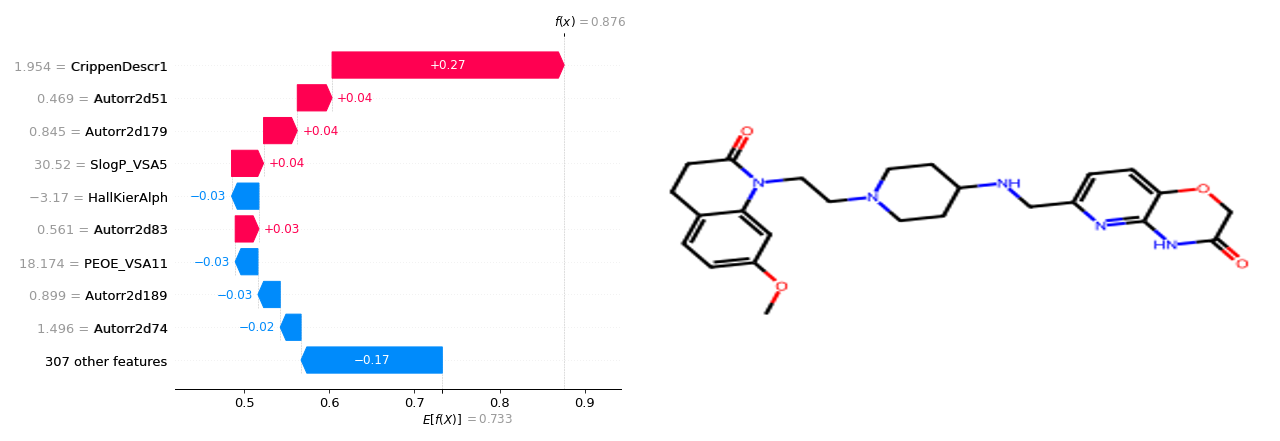 f(x) = 0.876
1.954 = CrippenDescr1
+0.27
0.469 = Autorr2d51
+0.04
0.845 = Autorr2d179
+0.04
30.52 = SlogP_VSA5
+0.04
−3.17 = HallKierAlph
−0.03
0.561 = Autorr2d83
+0.03
18.174 = PEOE_VSA11
−0.03
0.899 = Autorr2d189
−0.03
1.496 = Autorr2d74
−0.02
307 other features
−0.17
0.5 0.6 0.7 0.8 0.9
E[f(X)] = 0.733
O
N
N
NH
O
N
HN
O
O